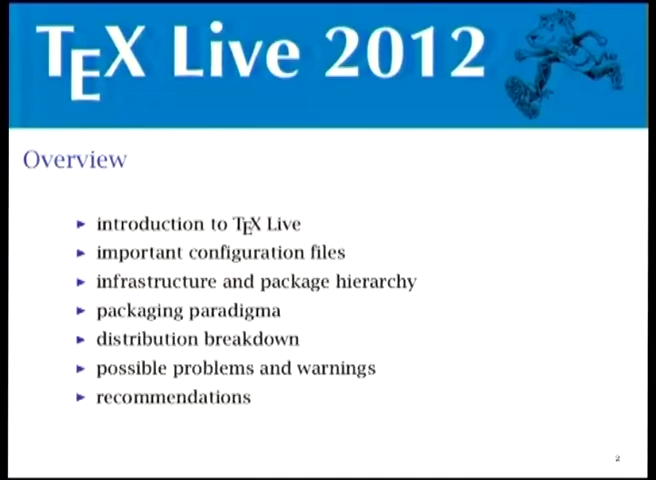 TEX Live 2012
Overview
► introduction to TEX Live
► important configuration files
► infrastructure and package hierarchy
► packaging paradigma
► distribution breakdown
► possible problems and warnings
► recommendations
2